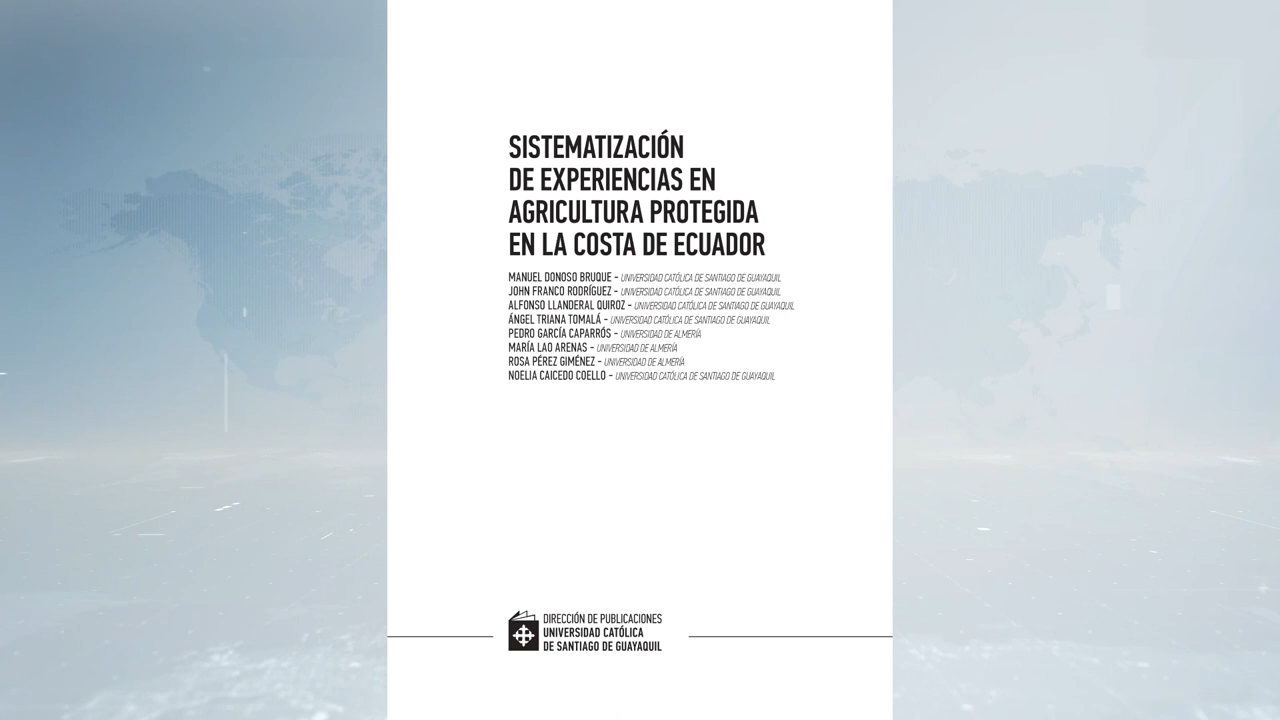 SISTEMATIZACIÓN
DE EXPERIENCIAS EN
AGRICULTURA PROTEGIDA
EN LA COSTA DE ECUADOR
MANUEL DONOSO BRUQUE - UNIVERSIDAD CATÓLICA DE SANTIAGO DE GUAYAQUIL
JOHN FRANCO RODRÍGUEZ - UNIVERSIDAD CATÓLICA DE SANTIAGO DE GUAYAQUIL
ALFONSO LLANDERAL QUIROZ - UNIVERSIDAD CATÓLICA DE SANTIAGO DE GUAYAQUIL
ÁNGEL TRIANA TOMALÁ - UNIVERSIDAD CATÓLICA DE SANTIAGO DE GUAYAQUIL
PEDRO GARCÍA CAPARRÓS - UNIVERSIDAD DE ALMERÍA
MARÍA LAO ARENAS - UNIVERSIDAD DE ALMERÍA
ROSA PÉREZ GIMÉNEZ - UNIVERSIDAD DE ALMERÍA
NOELIA CAICEDO COELLO - UNIVERSIDAD CATÓLICA DE SANTIAGO DE GUAYAQUIL
DIRECCIÓN DE PUBLICACIONES
UNIVERSIDAD CATÓLICA
DE SANTIAGO DE GUAYAQUIL